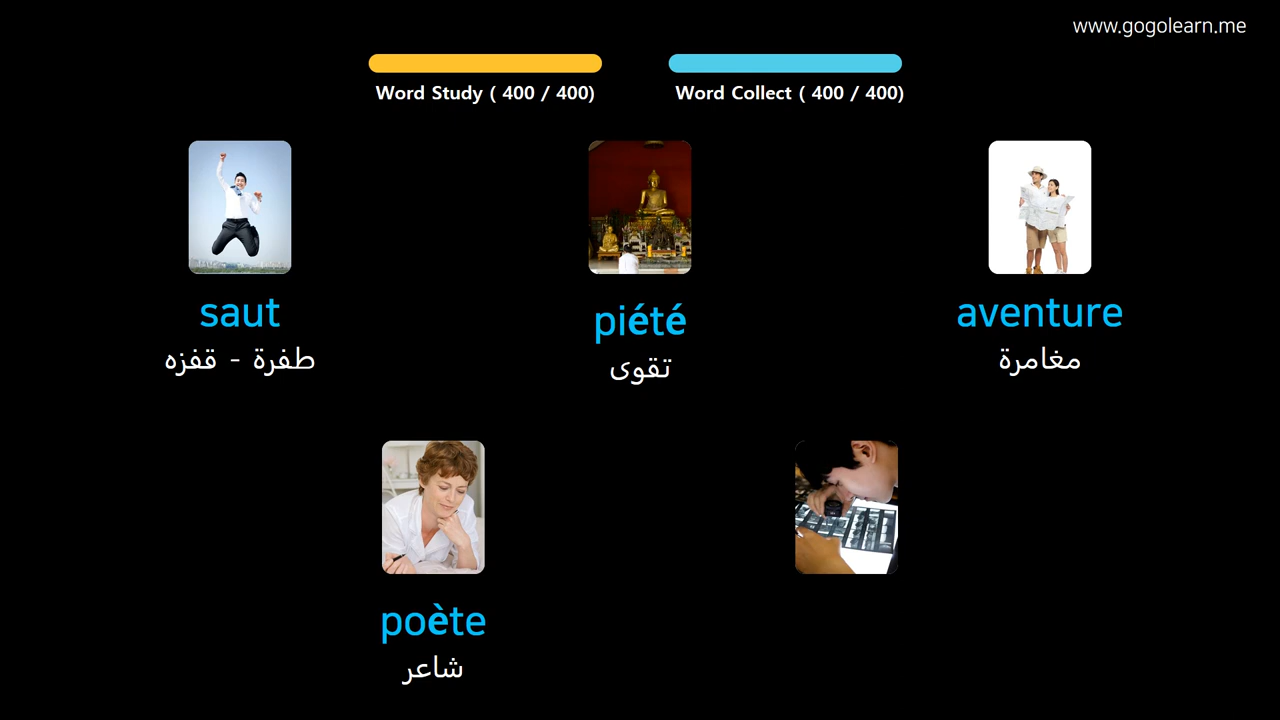 www.gogolearn.me
Word Study ( 400 / 400)
Word Collect ( 400 / 400)
saut
طفرة - قفزه
piété
تقوى
aventure
مغامرة
poète
شاعر